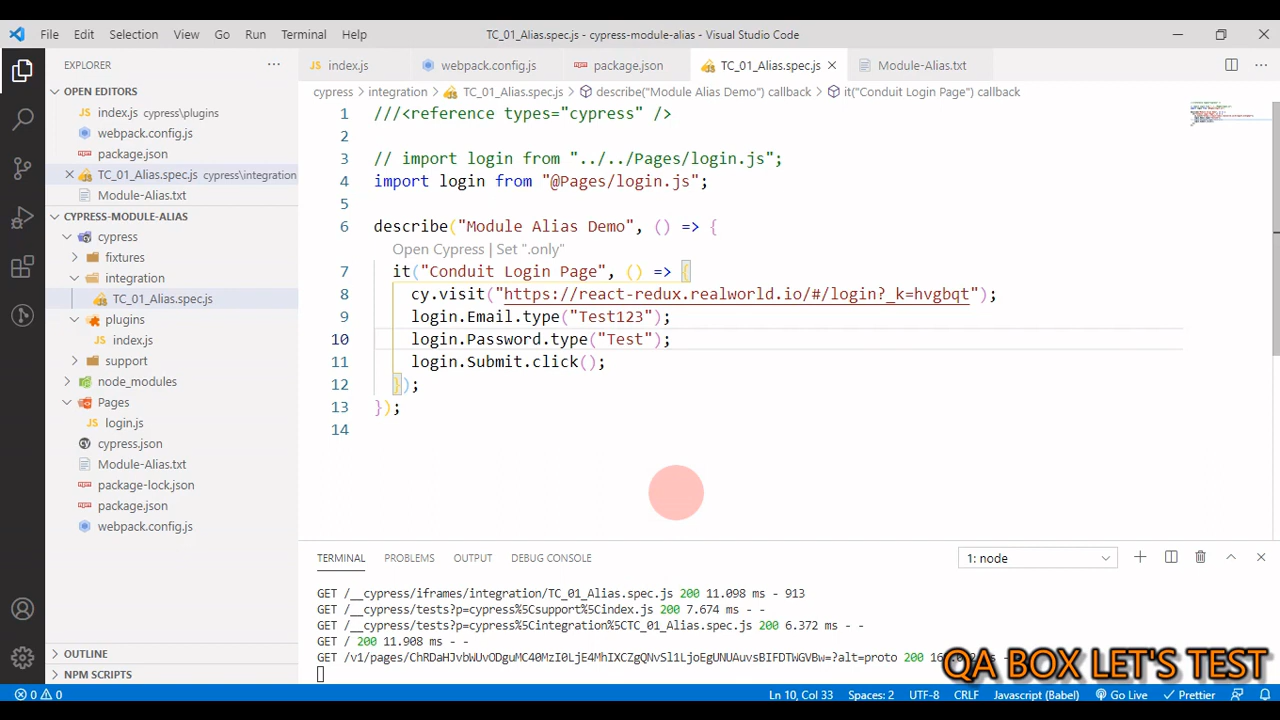 File Edit Selection View Go Run Terminal Help
TC_01_Alias.spec.js - cypress-module-alias - Visual Studio Code
EXPLORER
OPEN EDITORS
index.js cypress\plugins
webpack.config.js
package.json
TC_01_Alias.spec.js cypress\integration
Module-Alias.txt
CYPRESS-MODULE-ALIAS
cypress
fixtures
integration
TC_01_Alias.spec.js
plugins
index.js
support
node_modules
Pages
login.js
cypress.json
Module-Alias.txt
package-lock.json
package.json
webpack.config.js
OUTLINE
NPM SCRIPTS
index.js webpack.config.js package.json TC_01_Alias.spec.js Module-Alias.txt
cypress > integration > TC_01_Alias.spec.js > describe("Module Alias Demo") callback > it("Conduit Login Page") callback
1 ///<reference types="cypress" />
2
3 // import login from "../../Pages/login.js";
4 import login from "@Pages/login.js";
5
6 describe("Module Alias Demo", () => {
Open Cypress | Set ".only"
7 it("Conduit Login Page", () => {
8 cy.visit("https://react-redux.realworld.io/#/login?_k=hvgbqt");
9 login.Email.type("Test123");
10 login.Password.type("Test");
11 login.Submit.click();
12 });
13 });
14
TERMINAL PROBLEMS OUTPUT DEBUG CONSOLE
1: node
GET /__cypress/iframes/integration/TC_01_Alias.spec.js 200 11.098 ms - 913
GET /__cypress/tests?p=cypress%5Csupport%5Cindex.js 200 7.674 ms - -
GET /__cypress/tests?p=cypress%5Cintegration%5CTC_01_Alias.spec.js 200 6.372 ms - -
GET / 200 11.908 ms - -
GET /v1/pages/ChRDaHJvbWUvODguMC40MzI0LjE4MhIXCZgQNvSl1LjoEgUNUAuvsBIFDTWGVBw=?alt=proto 200
QA BOX LET'S TEST
0 0
Ln 10, Col 33 Spaces: 2 UTF-8 CRLF Javascript (Babel) Go Live Prettier